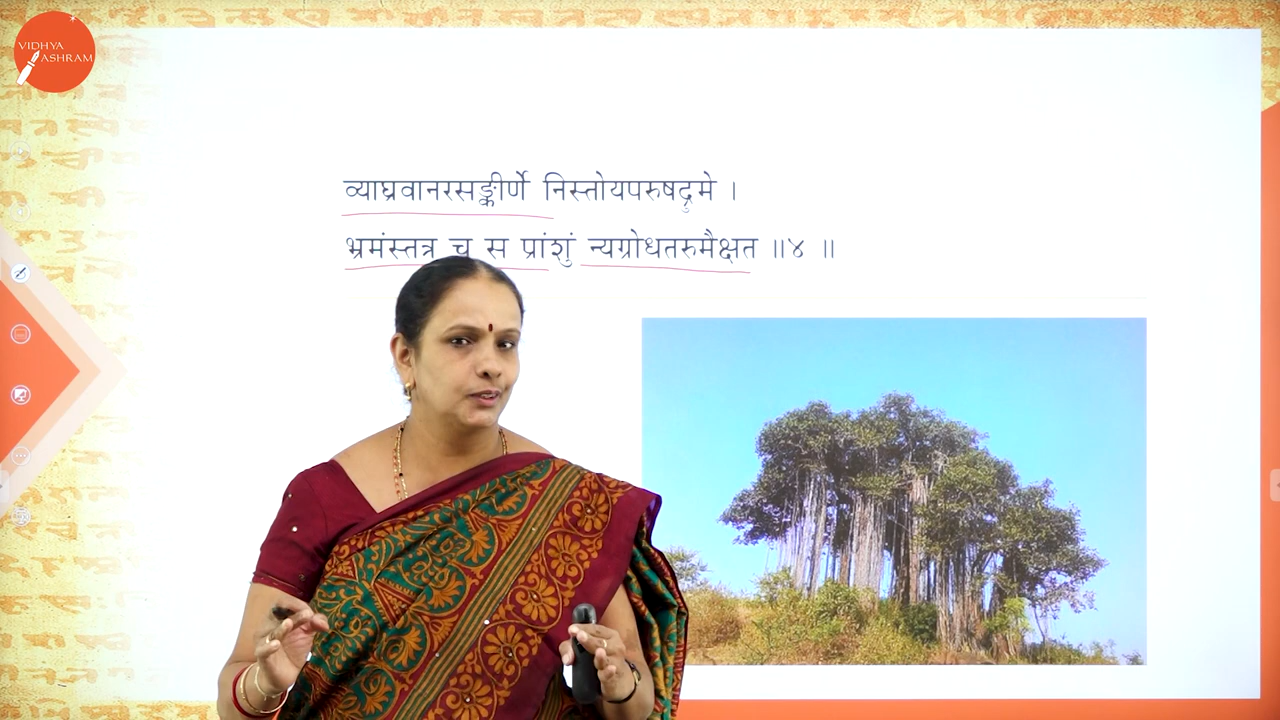 VIDHYA
ASHRAM
व्याघ्रवानरसङ्कीर्णे निस्तोयपरुषद्रुमे ।
भ्रमंस्तत्र च स प्रांशुं न्यग्रोधतरुमैक्षत ॥४ ॥